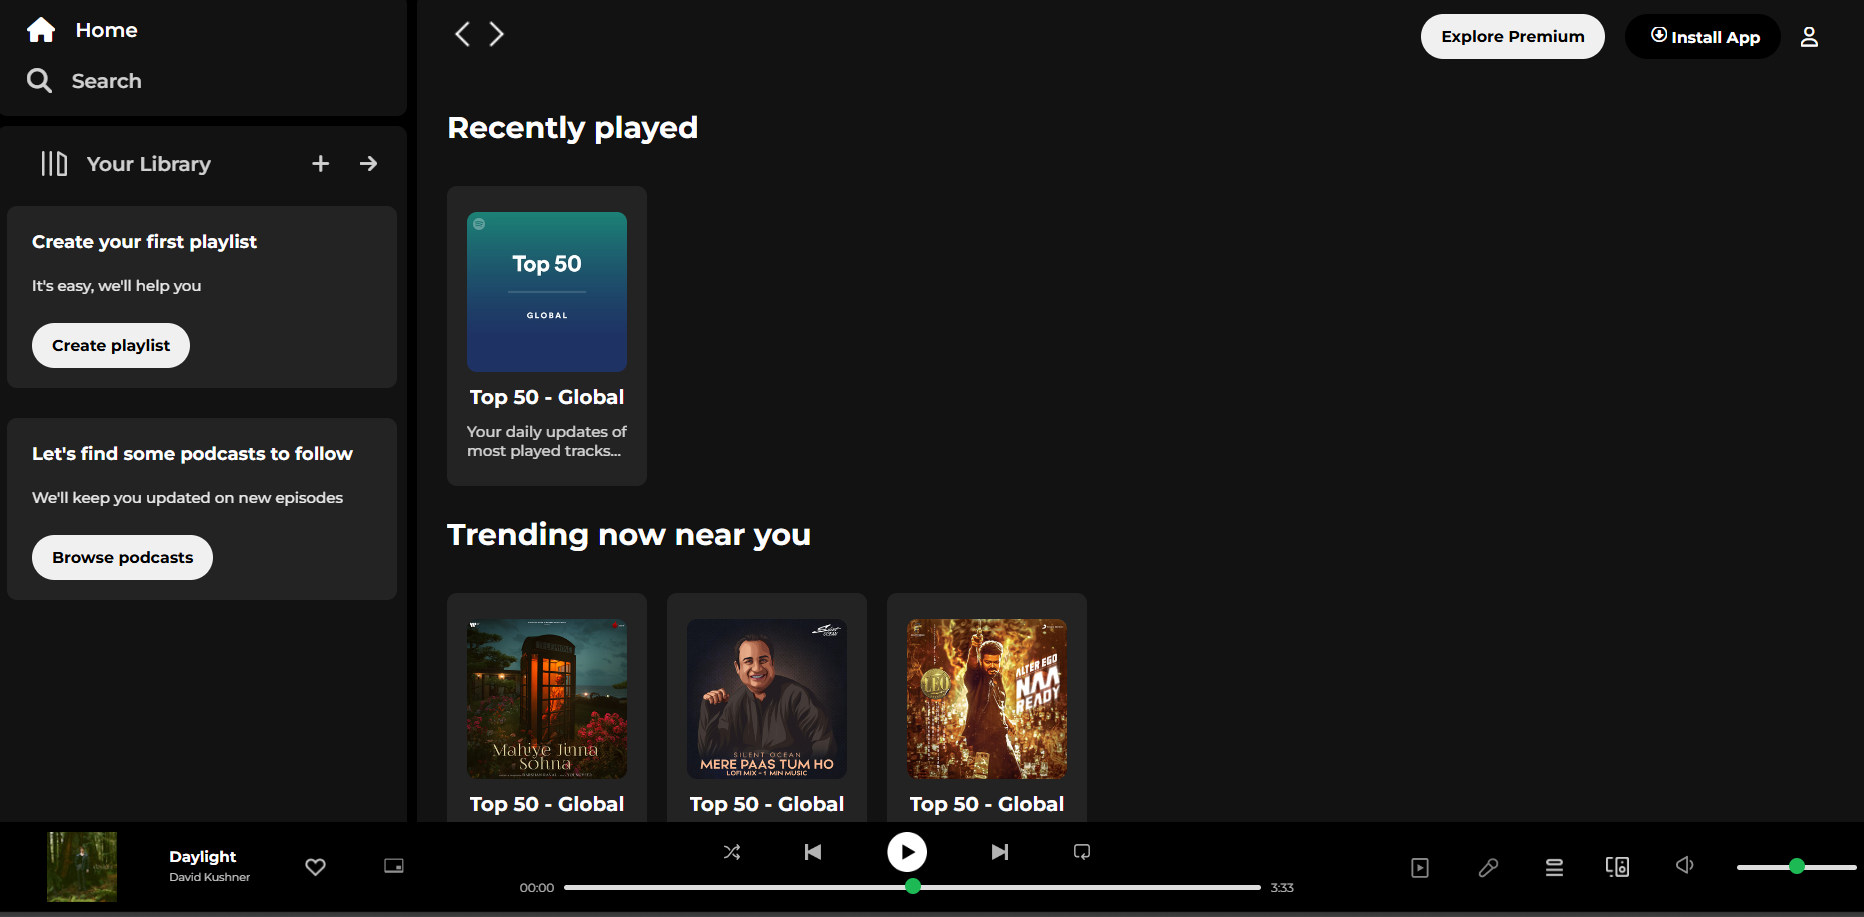 Home
Search
Your Library
Create your first playlist
It's easy, we'll help you
Create playlist
Let's find some podcasts to follow
We'll keep you updated on new episodes
Browse podcasts
Explore Premium
Install App
Recently played
Top 50
GLOBAL
Top 50 - Global
Your daily updates of
most played tracks...
Trending now near you
Mahiye Jinna
Sohna
Top 50 - Global
Silent
OCEAN
SILENT OCEAN
MERE PAAS TUM HO
LOFI MIX - 1 MIN MUSIC
Top 50 - Global
LEO
ALTER EGO
NAA
READY
Top 50 - Global
Daylight
David Kushner
00:00
3:33